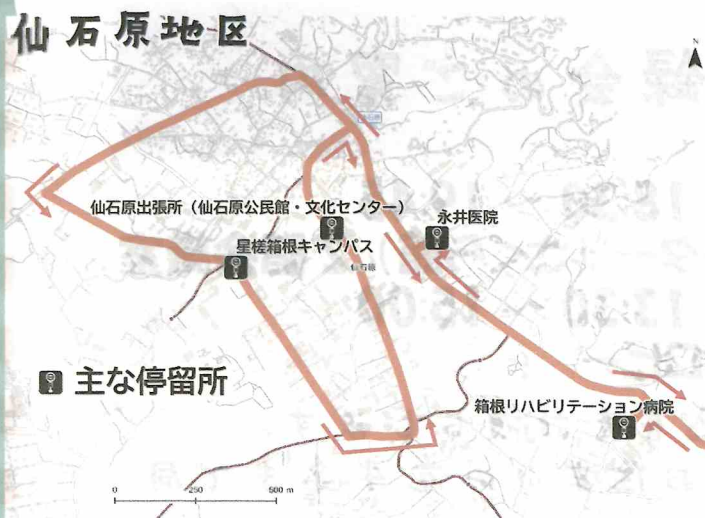 仙石原地区
N
仙石原出張所（仙石原公民館・文化センター）
永井医院
星槎箱根キャンパス
仙石原
主な停留所
箱根リハビリテーション病院
0 250 500 m